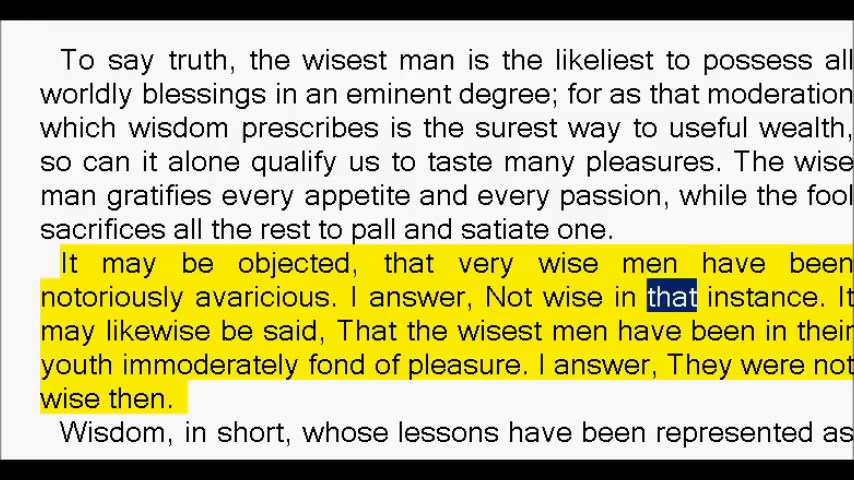 To say truth, the wisest man is the likeliest to possess all
worldly blessings in an eminent degree; for as that moderation
which wisdom prescribes is the surest way to useful wealth,
so can it alone qualify us to taste many pleasures. The wise
man gratifies every appetite and every passion, while the fool
sacrifices all the rest to pall and satiate one.
It may be objected, that very wise men have been
notoriously avaricious. I answer, Not wise in that instance. It
may likewise be said, That the wisest men have been in their
youth immoderately fond of pleasure. I answer, They were not
wise then.
Wisdom, in short, whose lessons have been represented as